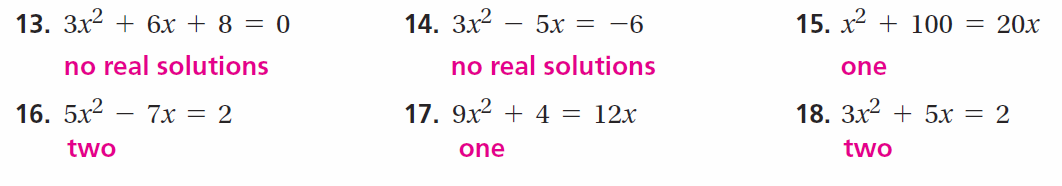 13. 3x² + 6x + 8 = 0 14. 3x² − 5x = −6 15. x² + 100 = 20x
no real solutions no real solutions one
16. 5x² − 7x = 2 17. 9x² + 4 = 12x 18. 3x² + 5x = 2
two one two